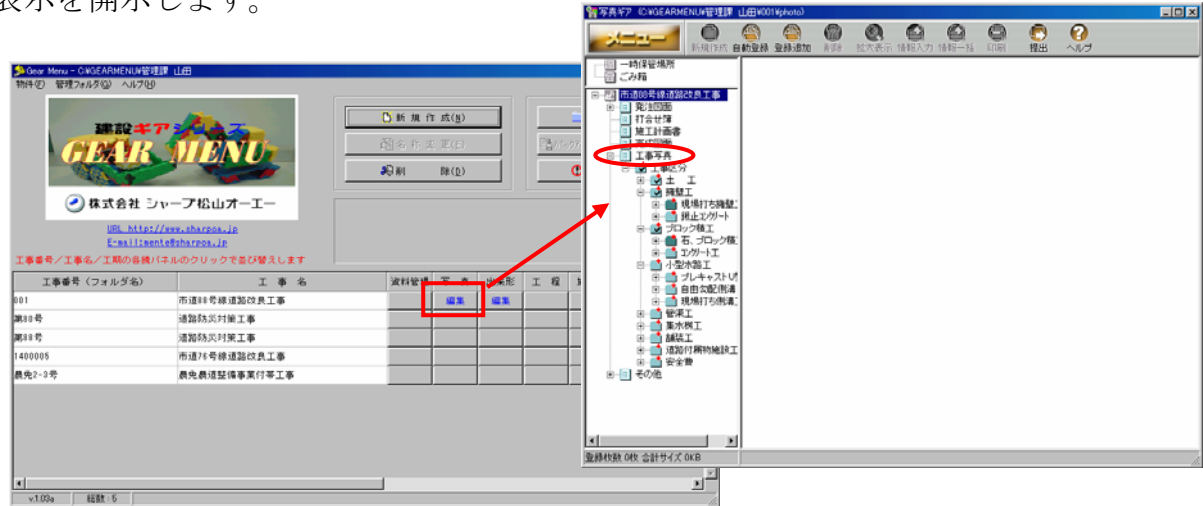 表示を開示します。
Gear Menu - C:¥GEARMENU¥管理課 山田
物件(F) 管理フォルダ(G) ヘルプ(H)
建設ギアシリーズ
GEAR MENU
株式会社 シャープ松山オーエー
URL http://www.sharpoa.jp
E-mail:mente@sharpoa.jp
工事番号/工事名/工期の各横パネルのクリックで並び替えします
新 規 作 成(N)
名 称 変 更(E)
削 除(D)
工事番号 (フォルダ名) 工 事 名 資料管理 写 真 出来形 工 程
001 市道88号線道路改良工事 編集 編集
第80号 道路防災対策工事
第88号 道路防災対策工事
1400005 市道76号線道路改良工事
農免2-3号 農免農道整備事業付帯工事
v.1.03a 総数:5
写真ギア (C:¥GEARMENU¥管理課 山田¥001¥photo)
メニュー 新規作成 自動登録 登録追加 削除 拡大表示 情報入力 情報一括 印刷 提出 ヘルプ
一時保管場所
ごみ箱
市道88号線道路改良工事
発注図面
打合せ簿
施工計画書
完成図面
工事写真
工事区分
土 工
擁壁工
現場打ち擁壁
ブロック積工
石、ブロック積
コンクリート工
小型水路工
プレキャストU
自由勾配側溝
現場打ち側溝
管渠工
集水桝工
舗装工
道路付属物施設工
安全費
その他
登録枚数 0枚 合計サイズ 0KB